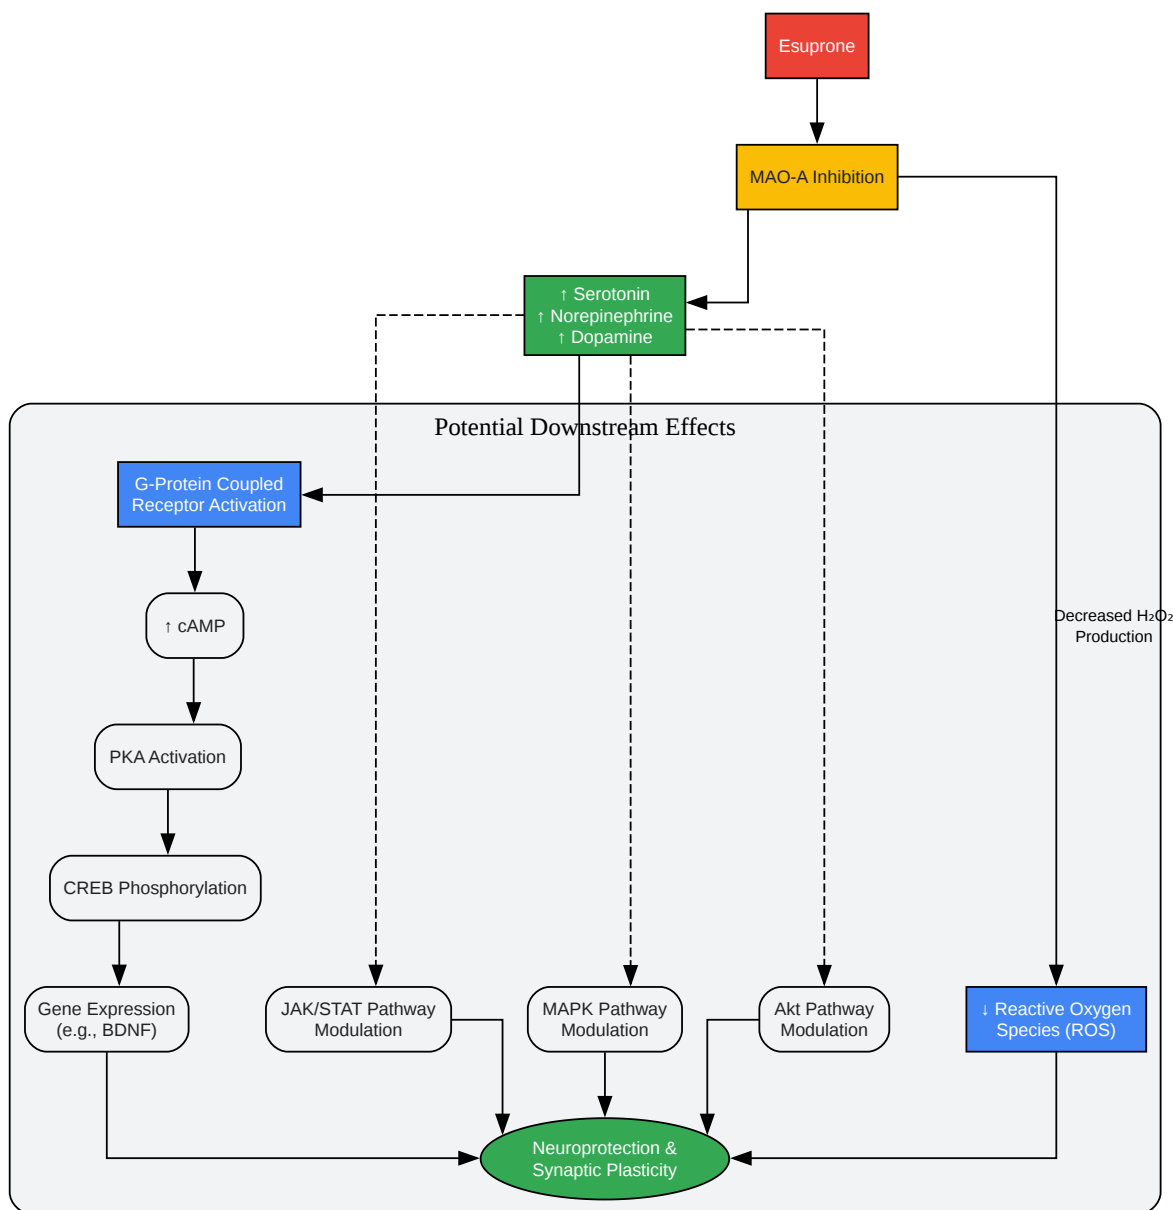 Esuprone
MAO-A Inhibition
↑ Serotonin
↑ Norepinephrine
↑ Dopamine
Potential Downstream Effects
G-Protein Coupled
Receptor Activation
↑ cAMP
Decreased H₂O₂
Production
PKA Activation
CREB Phosphorylation
Gene Expression
(e.g., BDNF)
JAK/STAT Pathway
Modulation
MAPK Pathway
Modulation
Akt Pathway
Modulation
↓ Reactive Oxygen
Species (ROS)
Neuroprotection &
Synaptic Plasticity